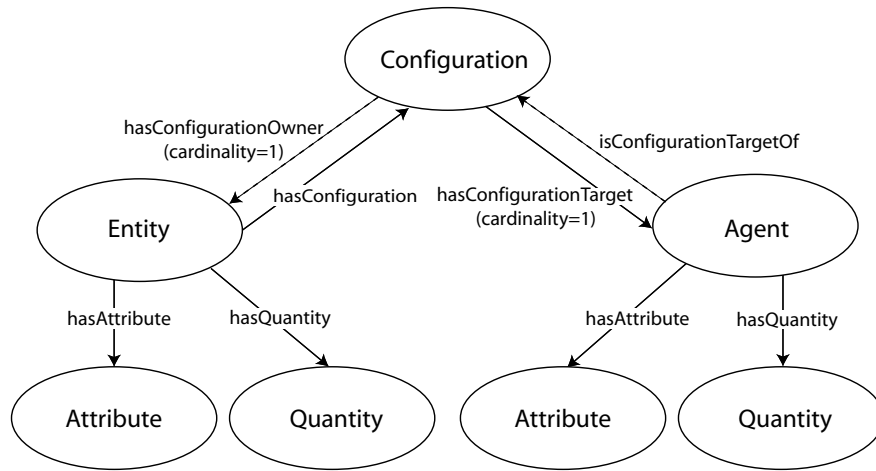 Configuration
hasConfigurationOwner
(cardinality=1)
isConfigurationTargetOf
hasConfiguration
hasConfigurationTarget
(cardinality=1)
Entity
Agent
hasAttribute
hasQuantity
hasAttribute
hasQuantity
Attribute
Quantity
Attribute
Quantity